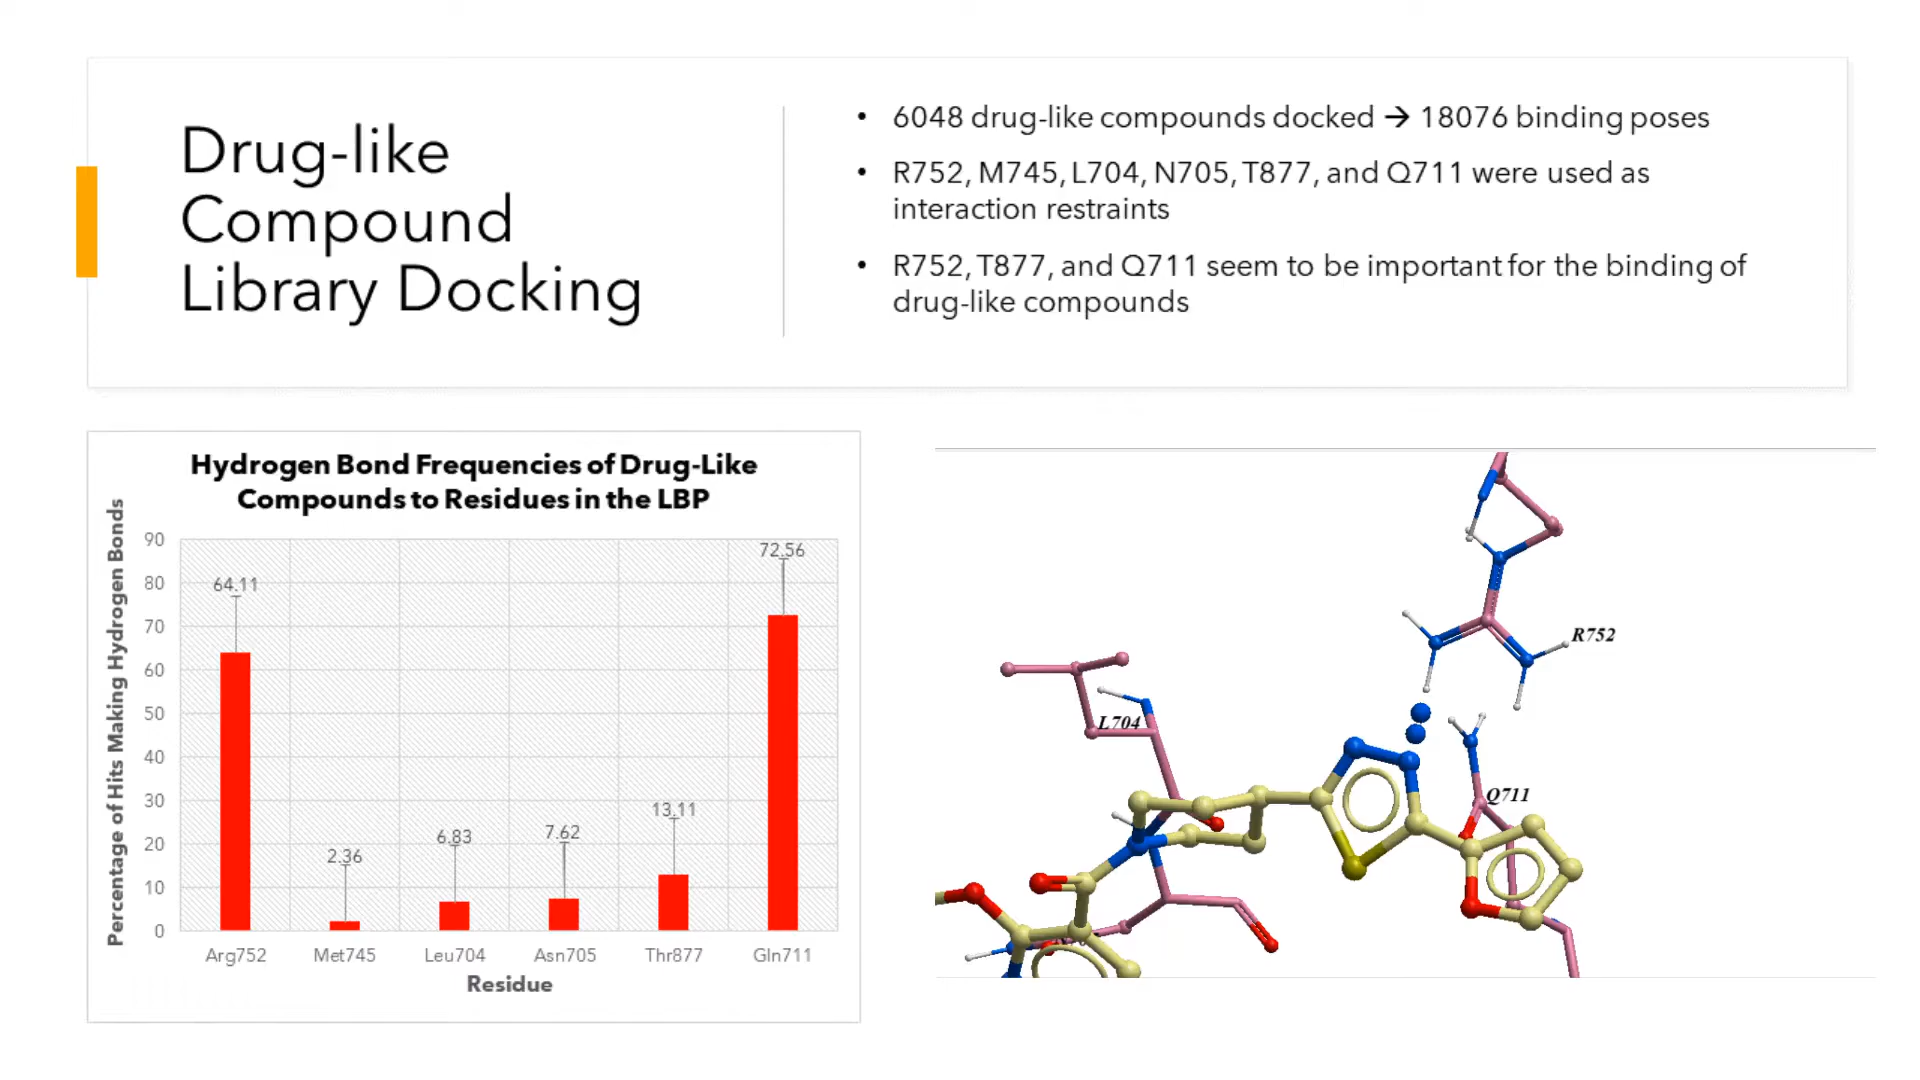 Drug-like
Compound
Library Docking
• 6048 drug-like compounds docked → 18076 binding poses
• R752, M745, L704, N705, T877, and Q711 were used as
interaction restraints
• R752, T877, and Q711 seem to be important for the binding of
drug-like compounds
Hydrogen Bond Frequencies of Drug-Like
Compounds to Residues in the LBP
Percentage of Hits Making Hydrogen Bonds
90
80
70
60
50
40
30
20
10
0
64.11
2.36
6.83
7.62
13.11
72.56
Arg752
Met745
Leu704
Asn705
Thr877
Gln711
Residue
R752
L704
Q711